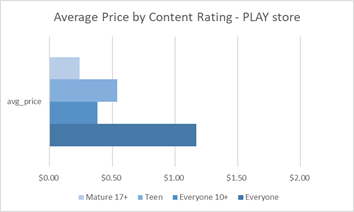 Average Price by Content Rating - PLAY store
avg_price
$0.00 $0.50 $1.00 $1.50 $2.00
Mature 17+ Teen Everyone 10+ Everyone